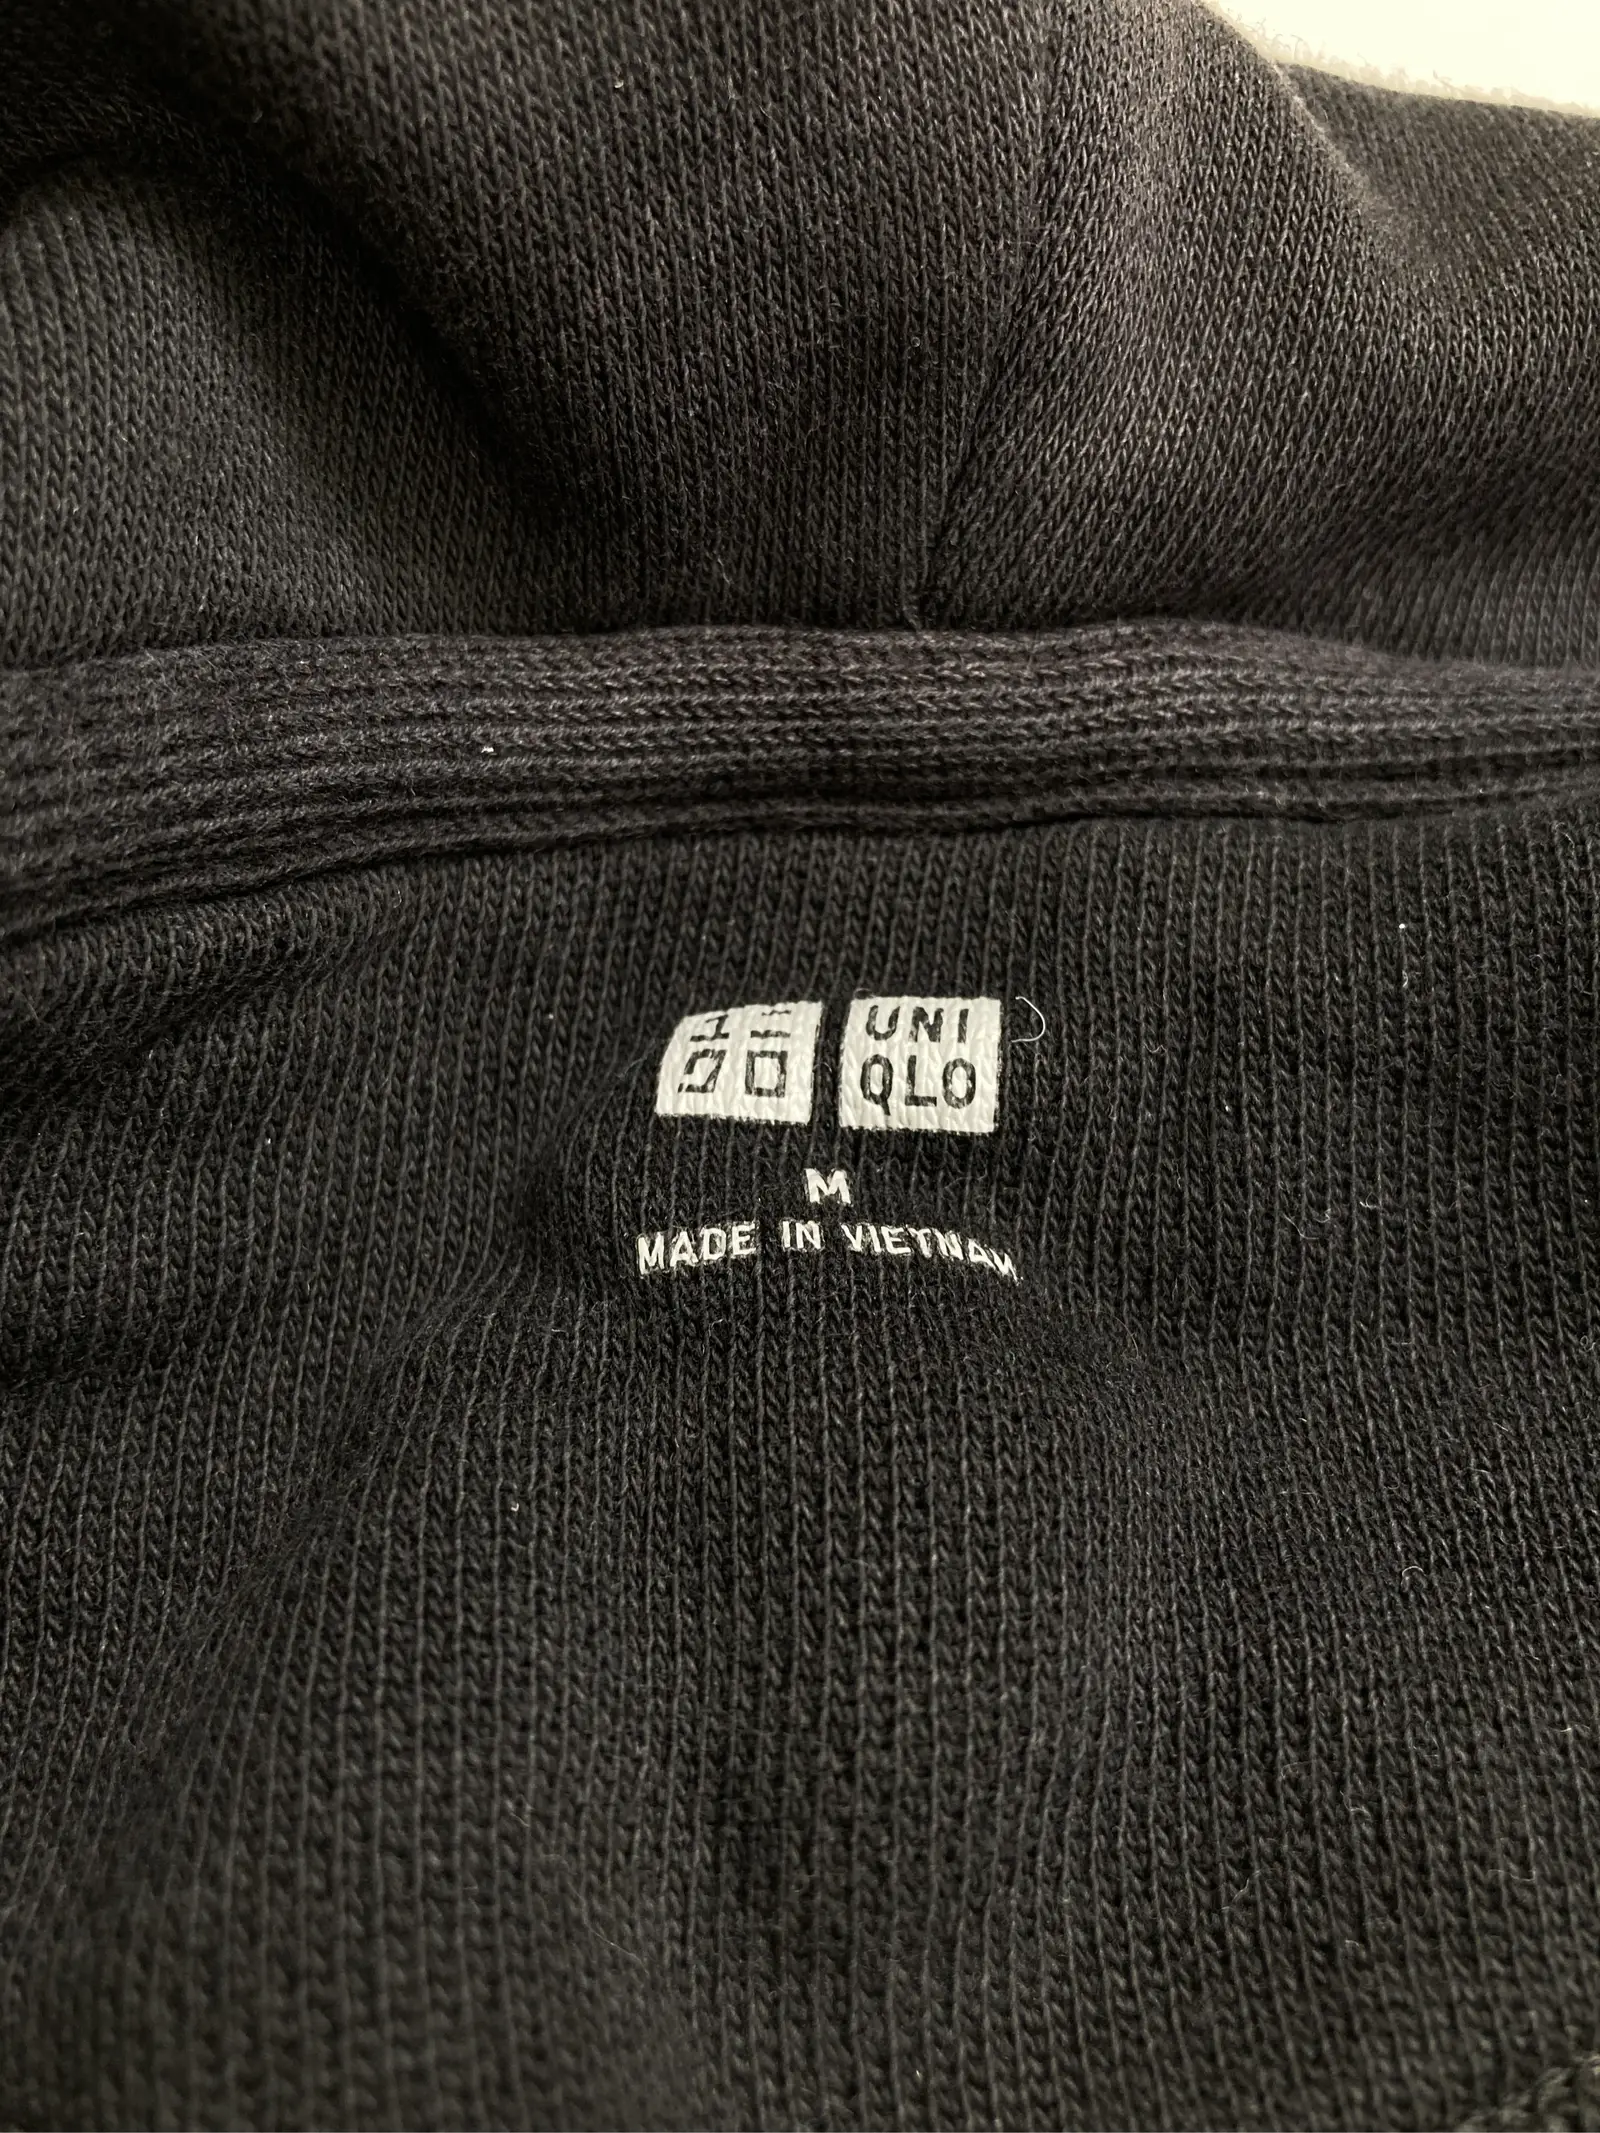 ユニ UNI
クロ QLO
M
MADE IN VIETNAM